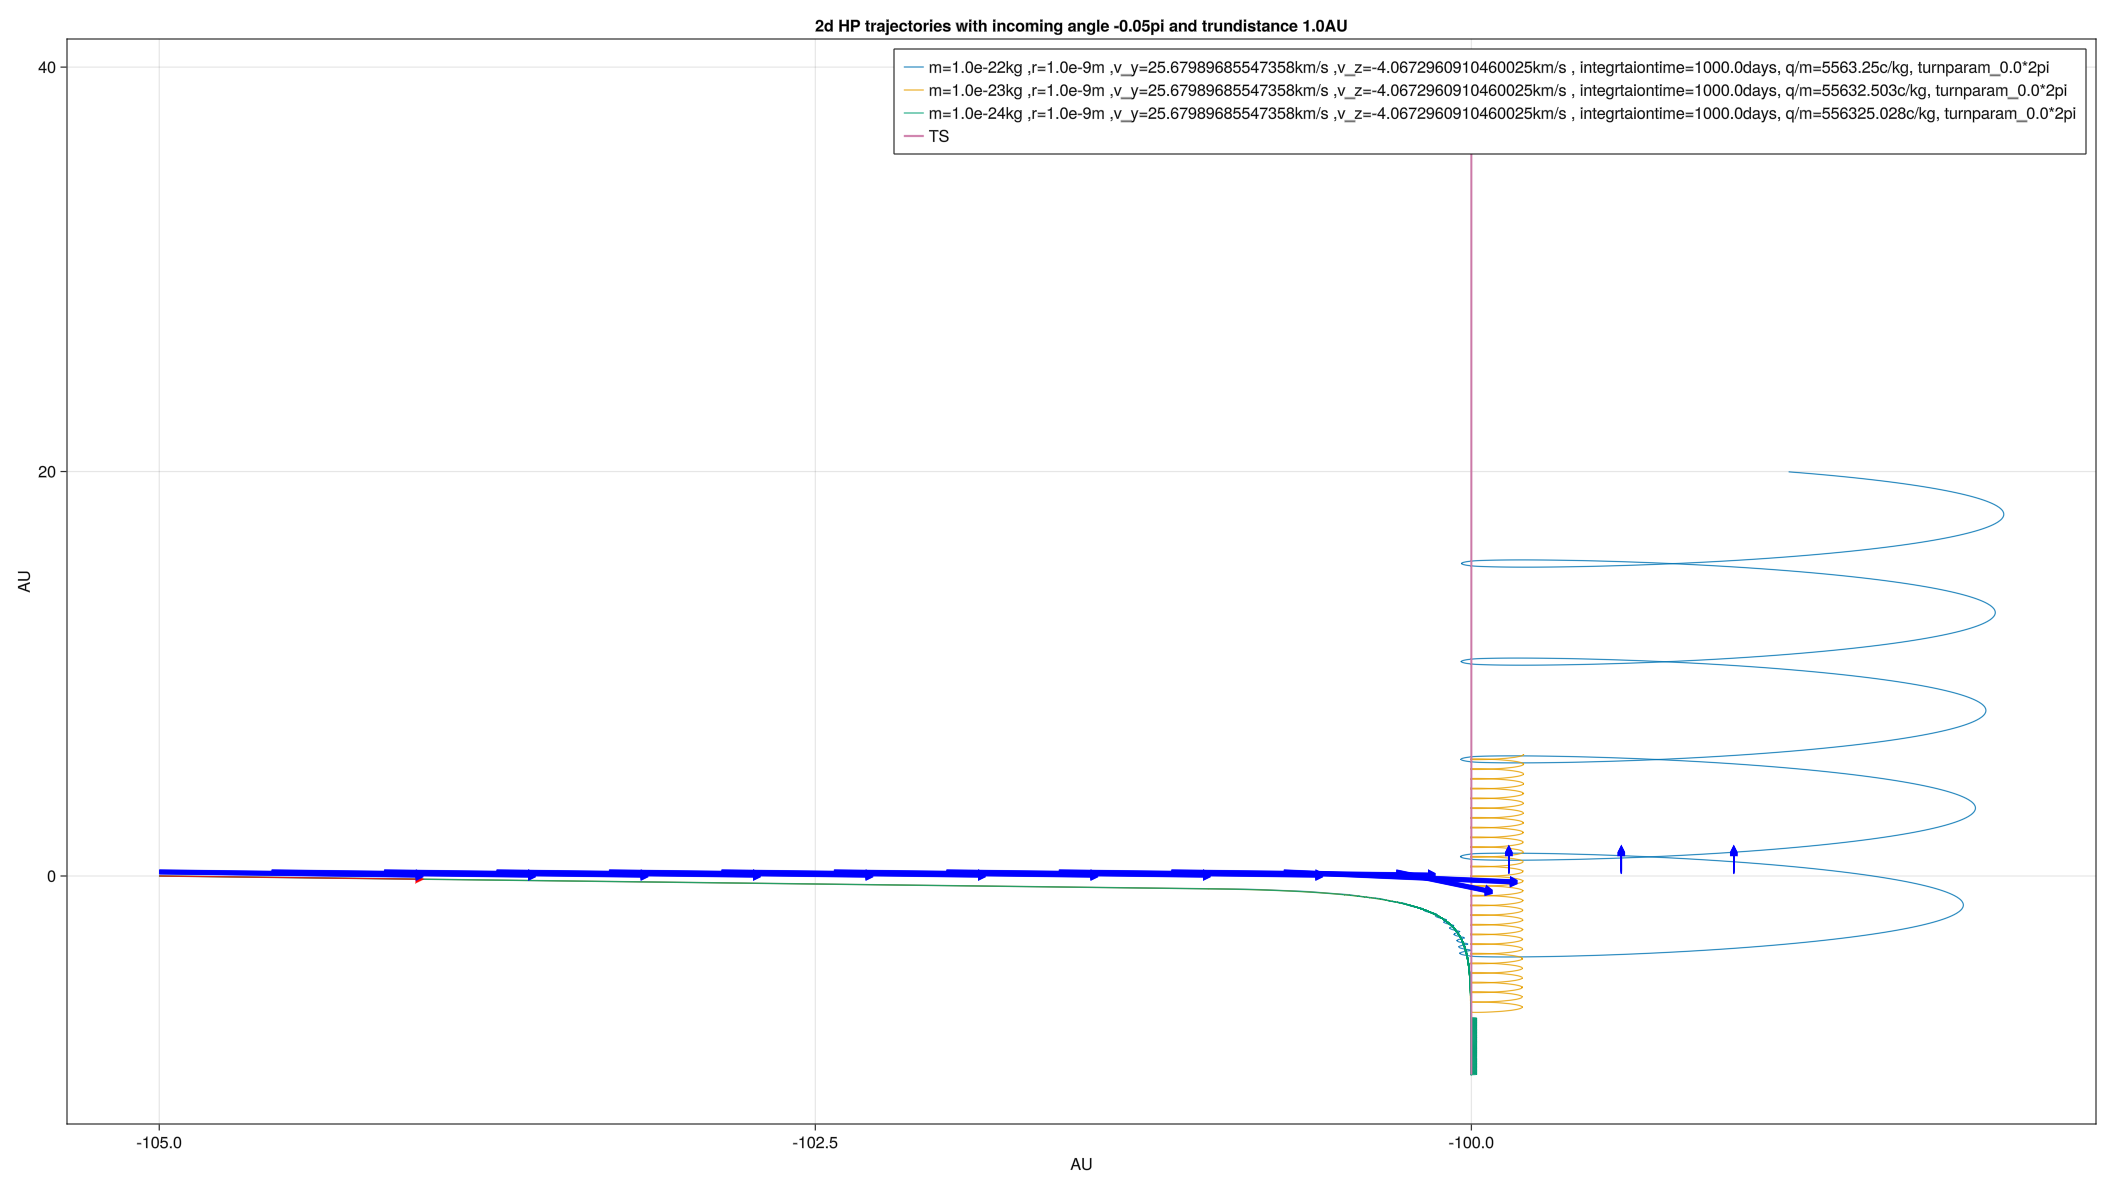 2d HP trajectories with incoming angle -0.05pi and trundistance 1.0AU
m=1.0e-22kg ,r=1.0e-9m ,v_y=25.67989685547358km/s ,v_z=-4.0672960910460025km/s , integrtaiontime=1000.0days, q/m=5563.25c/kg, turnparam_0.0*2pi
m=1.0e-23kg ,r=1.0e-9m ,v_y=25.67989685547358km/s ,v_z=-4.0672960910460025km/s , integrtaiontime=1000.0days, q/m=55632.503c/kg, turnparam_0.0*2pi
m=1.0e-24kg ,r=1.0e-9m ,v_y=25.67989685547358km/s ,v_z=-4.0672960910460025km/s , integrtaiontime=1000.0days, q/m=556325.028c/kg, turnparam_0.0*2pi
TS
40
20
0
AU
-105.0
-102.5
-100.0
AU